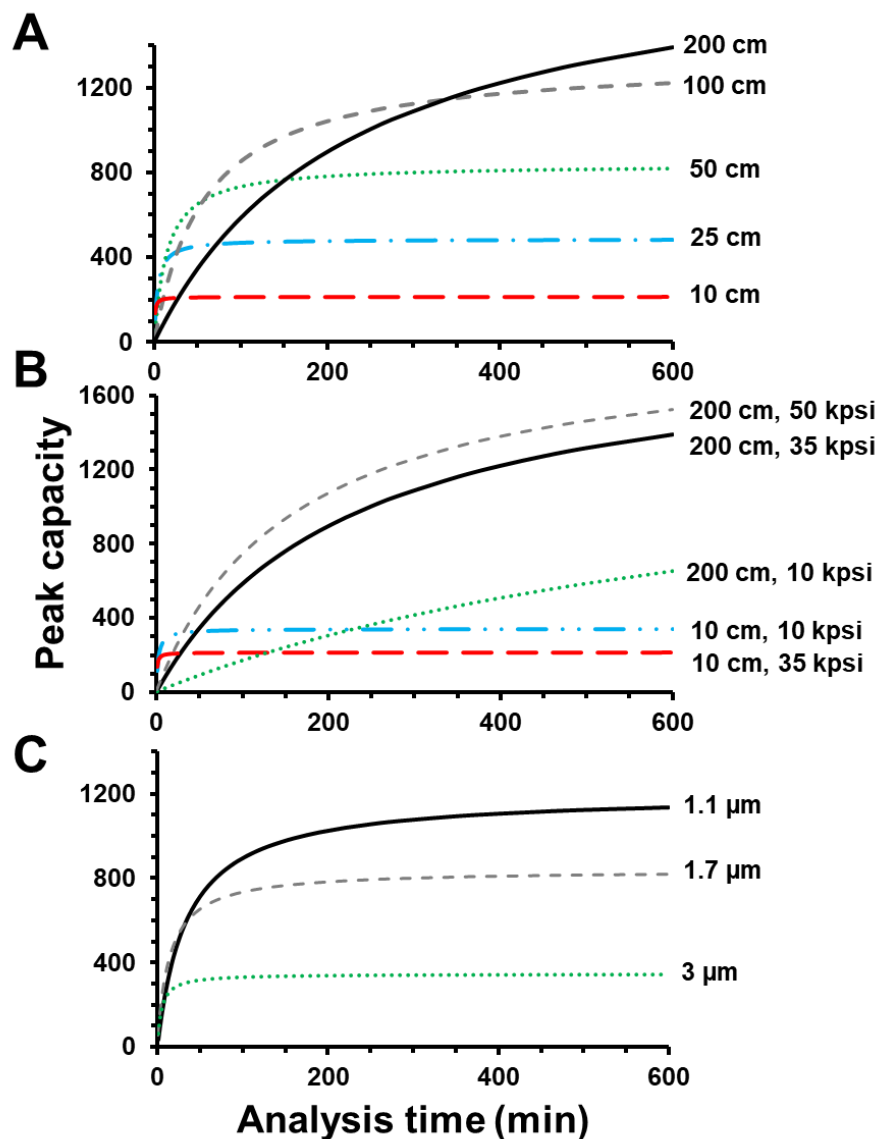 A
200 cm
100 cm
50 cm
25 cm
10 cm
1200
800
400
0
0 200 400 600
B
200 cm, 50 kpsi
200 cm, 35 kpsi
200 cm, 10 kpsi
10 cm, 10 kpsi
10 cm, 35 kpsi
1600
1200
800
400
0
0 200 400 600
Peak capacity
C
1.1 µm
1.7 µm
3 µm
1200
800
400
0
0 200 400 600
Analysis time (min)